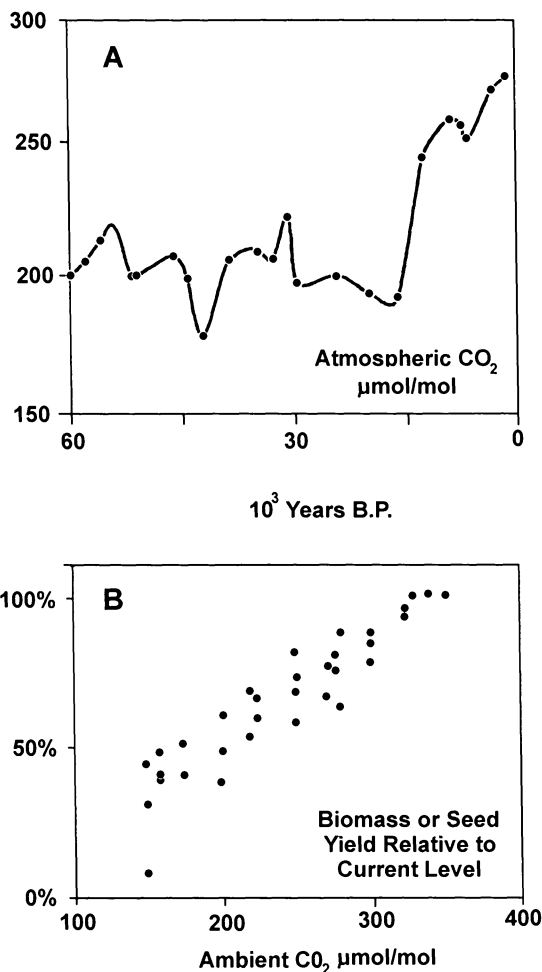 300
A
250
200
Atmospheric CO₂
µmol/mol
150
60
30
0
10³ Years B.P.
B
100%
50%
Biomass or Seed
Yield Relative to
Current Level
0%
100
200
300
400
Ambient C0₂ µmol/mol